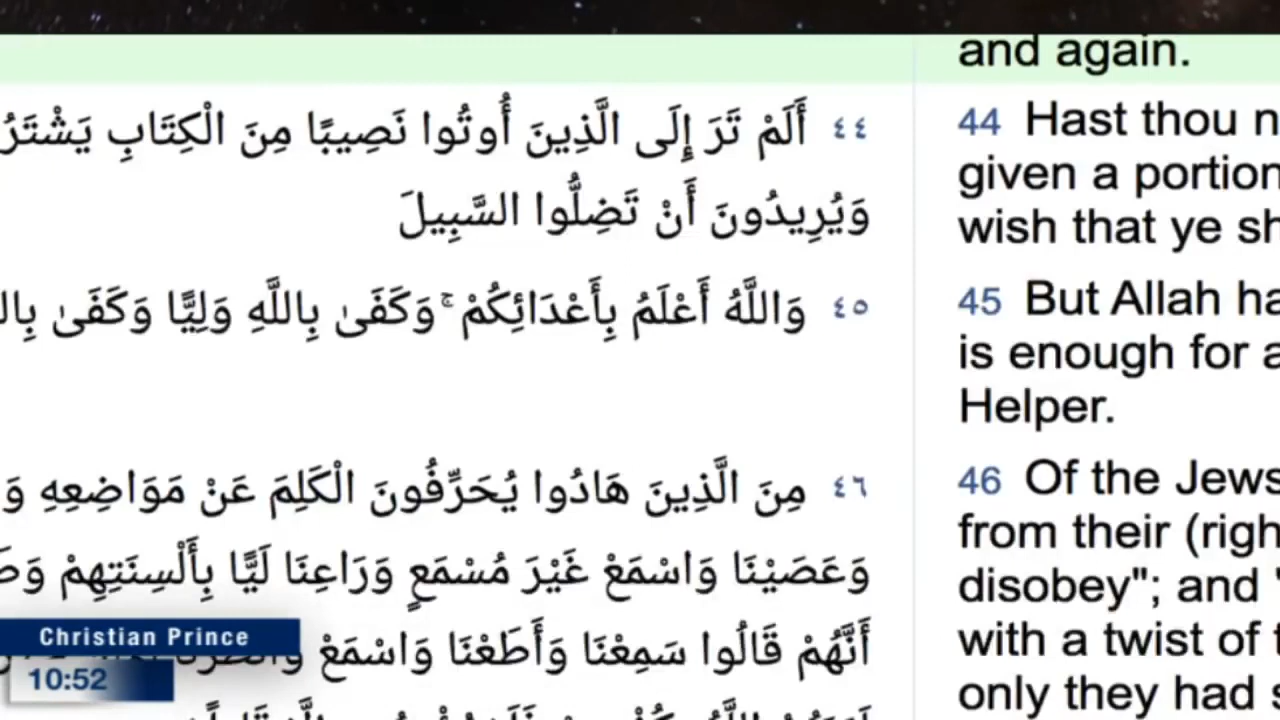 and again.
٤٤ أَلَمْ تَرَ إِلَى الَّذِينَ أُوتُوا نَصِيبًا مِنَ الْكِتَابِ يَشْتَرُ
وَيُرِيدُونَ أَنْ تَضِلُّوا السَّبِيلَ
٤٥ وَاللَّهُ أَعْلَمُ بِأَعْدَائِكُمْ ۚ وَكَفَىٰ بِاللَّهِ وَلِيًّا وَكَفَىٰ
٤٦ مِنَ الَّذِينَ هَادُوا يُحَرِّفُونَ الْكَلِمَ عَنْ مَوَاضِعِهِ وَ
وَعَصَيْنَا وَاسْمَعْ غَيْرَ مُسْمَعٍ وَرَاعِنَا لَيًّا بِأَلْسِنَتِهِمْ
أَنَّهُمْ قَالُوا سَمِعْنَا وَأَطَعْنَا وَاسْمَعْ
44 Hast thou n
given a portion
wish that ye sh
45 But Allah ha
is enough for a
Helper.
46 Of the Jews
from their (righ
disobey"; and "
with a twist of t
only they had s
Christian Prince
10:52